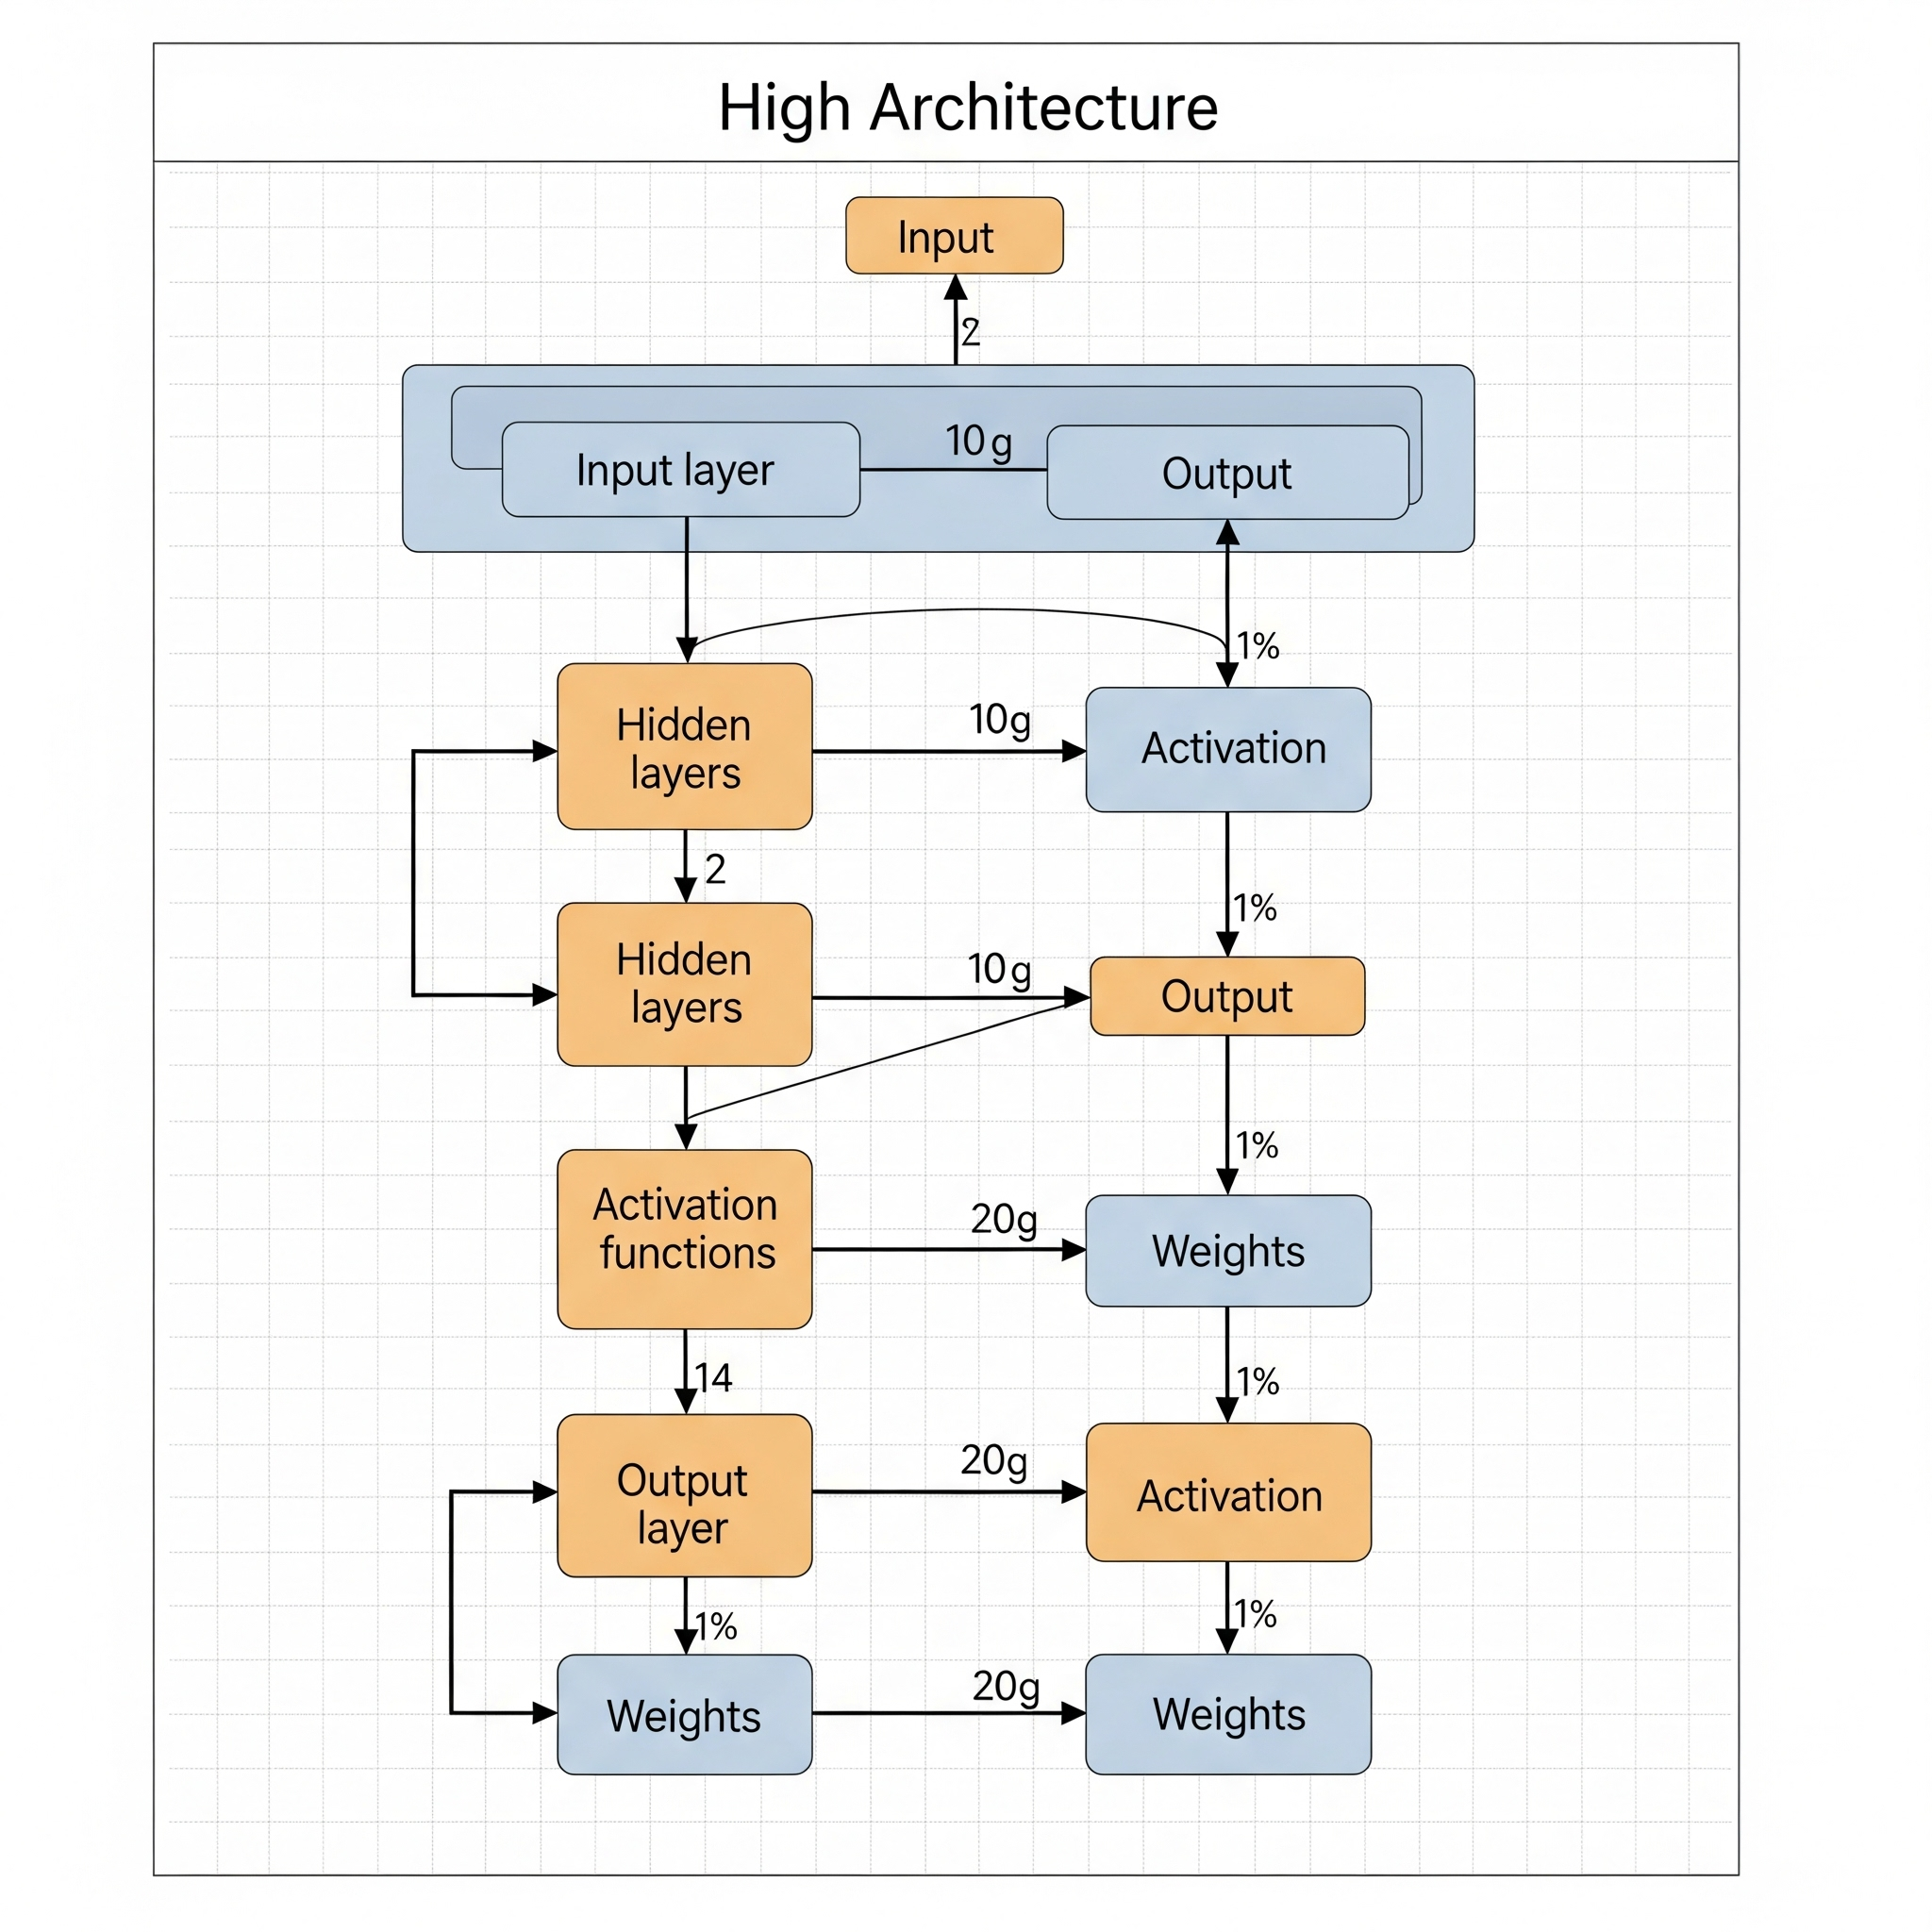 High Architecture
Input
2
Input layer
10 g
Output
1%
Hidden
layers
10g
Activation
2
1%
Hidden
layers
10g
Output
1%
Activation
functions
20g
Weights
14
1%
Output
layer
20g
Activation
1%
1%
Weights
20g
Weights